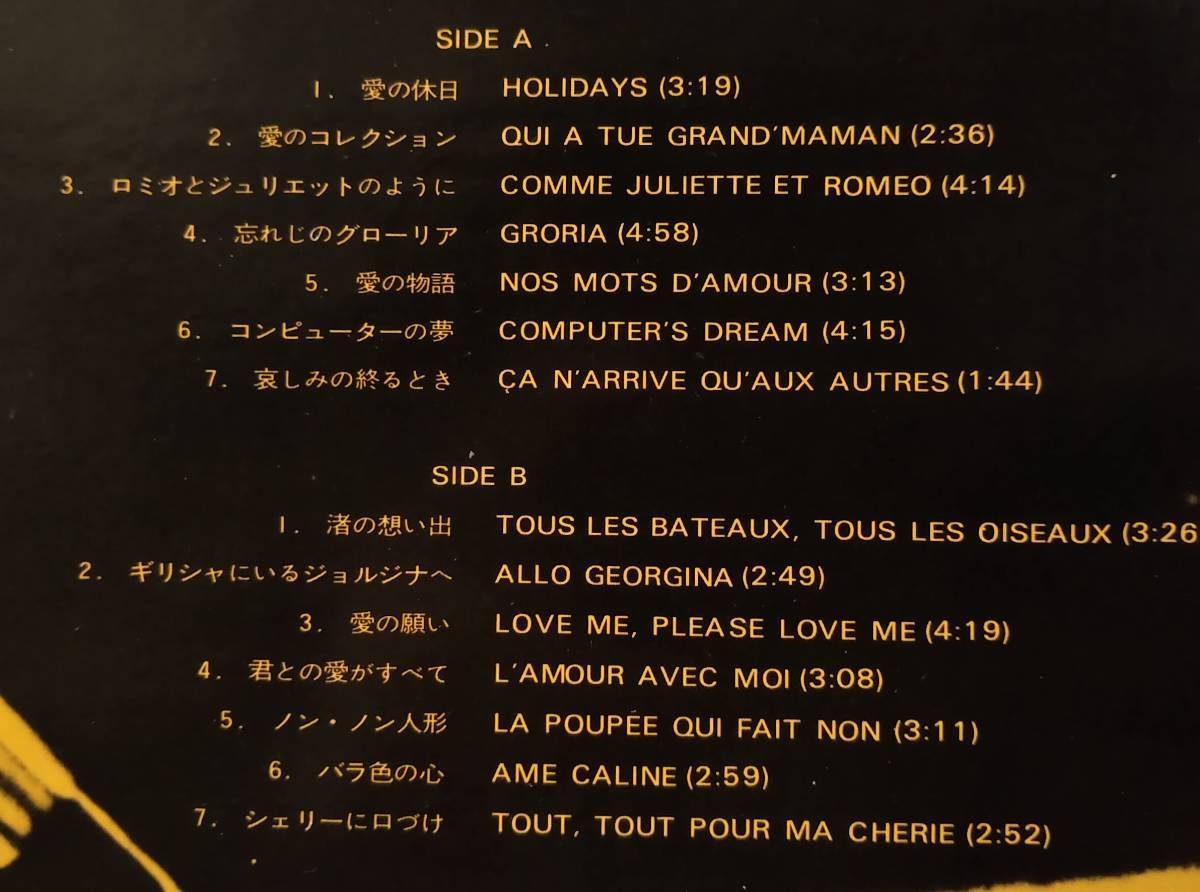 SIDE A
1. 愛の休日 HOLIDAYS (3:19)
2. 愛のコレクション QUI A TUE GRAND'MAMAN (2:36)
3. ロミオとジュリエットのように COMME JULIETTE ET ROMEO (4:14)
4. 忘れじのグローリア GRORIA (4:58)
5. 愛の物語 NOS MOTS D'AMOUR (3:13)
6. コンピューターの夢 COMPUTER'S DREAM (4:15)
7. 哀しみの終るとき ÇA N'ARRIVE QU'AUX AUTRES (1:44)
SIDE B
1. 渚の想い出 TOUS LES BATEAUX, TOUS LES OISEAUX (3:26
2. ギリシャにいるジョルジナへ ALLO GEORGINA (2:49)
3. 愛の願い LOVE ME, PLEASE LOVE ME (4:19)
4. 君との愛がすべて L'AMOUR AVEC MOI (3:08)
5. ノン・ノン人形 LA POUPÉE QUI FAIT NON (3:11)
6. バラ色の心 AME CALINE (2:59)
7. シェリーに口づけ TOUT, TOUT POUR MA CHERIE (2:52)